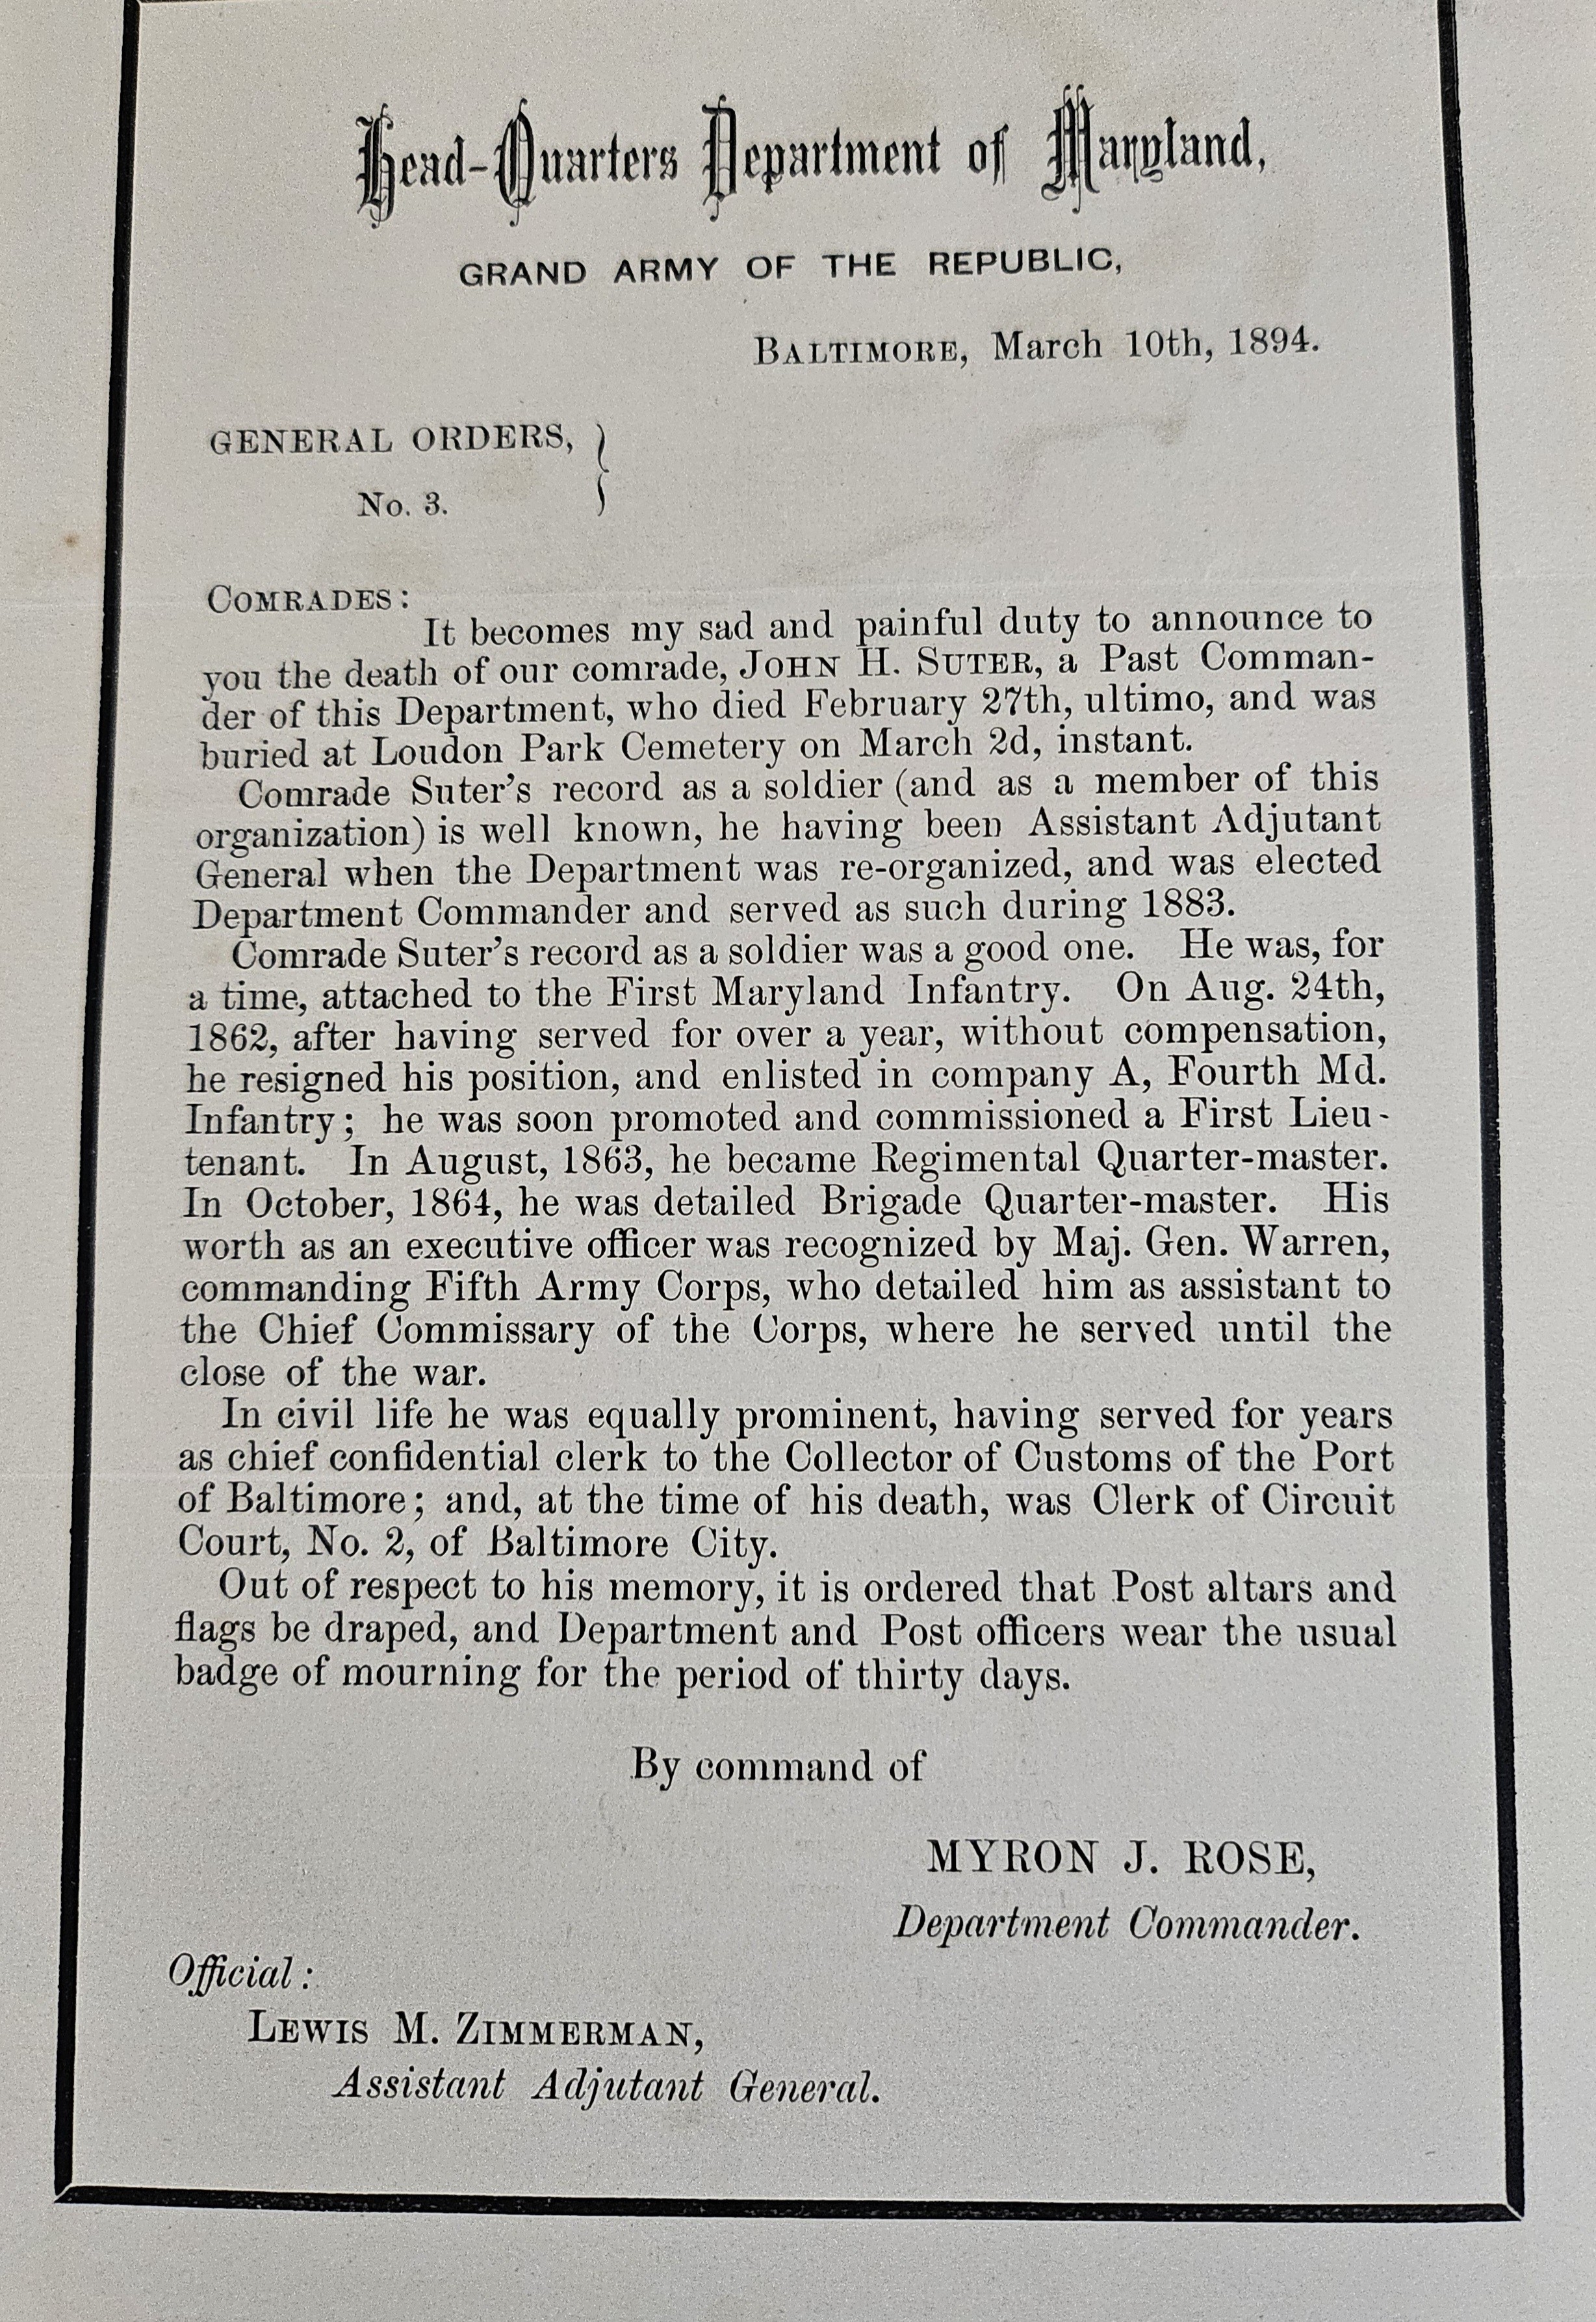 Head-Quarters Department of Maryland,
GRAND ARMY OF THE REPUBLIC,
BALTIMORE, March 10th, 1894.
GENERAL ORDERS,
No. 3.
COMRADES:
It becomes my sad and painful duty to announce to
you the death of our comrade, JOHN H. SUTER, a Past Comman-
der of this Department, who died February 27th, ultimo, and was
buried at Loudon Park Cemetery on March 2d, instant.
Comrade Suter's record as a soldier (and as a member of this
organization) is well known, he having been Assistant Adjutant
General when the Department was re-organized, and was elected
Department Commander and served as such during 1883.
Comrade Suter's record as a soldier was a good one. He was, for
a time, attached to the First Maryland Infantry. On Aug. 24th,
1862, after having served for over a year, without compensation,
he resigned his position, and enlisted in company A, Fourth Md.
Infantry; he was soon promoted and commissioned a First Lieu-
tenant. In August, 1863, he became Regimental Quarter-master.
In October, 1864, he was detailed Brigade Quarter-master. His
worth as an executive officer was recognized by Maj. Gen. Warren,
commanding Fifth Army Corps, who detailed him as assistant to
the Chief Commissary of the Corps, where he served until the
close of the war.
In civil life he was equally prominent, having served for years
as chief confidential clerk to the Collector of Customs of the Port
of Baltimore; and, at the time of his death, was Clerk of Circuit
Court, No. 2, of Baltimore City.
Out of respect to his memory, it is ordered that Post altars and
flags be draped, and Department and Post officers wear the usual
badge of mourning for the period of thirty days.
By command of
MYRON J. ROSE,
Department Commander.
Official:
LEWIS M. ZIMMERMAN,
Assistant Adjutant General.